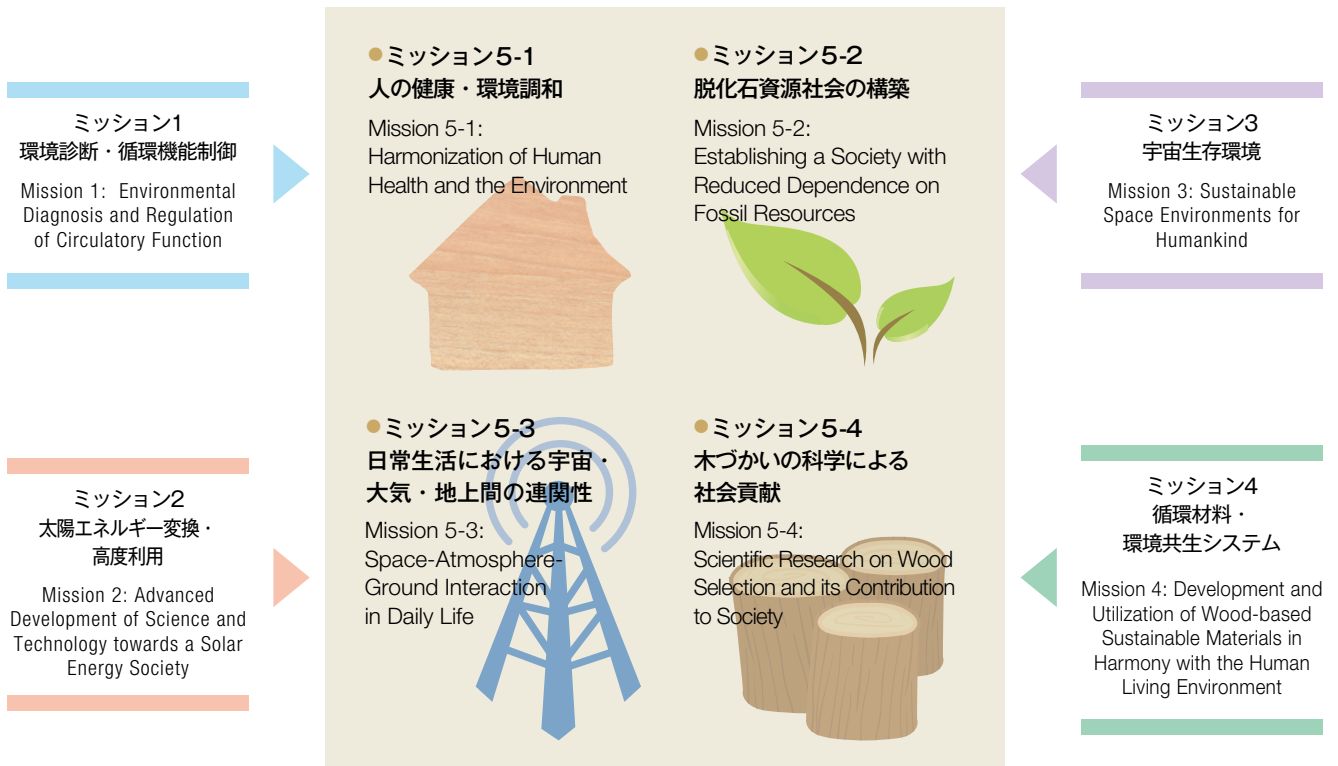 ミッション1
環境診断・循環機能制御
Mission 1: Environmental
Diagnosis and Regulation
of Circulatory Function
ミッション2
太陽エネルギー変換・
高度利用
Mission 2: Advanced
Development of Science and
Technology towards a Solar
Energy Society
●ミッション5-1
人の健康・環境調和
Mission 5-1:
Harmonization of Human
Health and the Environment
●ミッション5-2
脱化石資源社会の構築
Mission 5-2:
Establishing a Society with
Reduced Dependence on
Fossil Resources
●ミッション5-3
日常生活における宇宙・
大気・地上間の連関性
Mission 5-3:
Space-Atmosphere-
Ground Interaction
in Daily Life
●ミッション5-4
木づかいの科学による
社会貢献
Mission 5-4:
Scientific Research on Wood
Selection and its Contribution
to Society
ミッション3
宇宙生存環境
Mission 3: Sustainable
Space Environments for
Humankind
ミッション4
循環材料・
環境共生システム
Mission 4: Development and
Utilization of Wood-based
Sustainable Materials in
Harmony with the Human
Living Environment